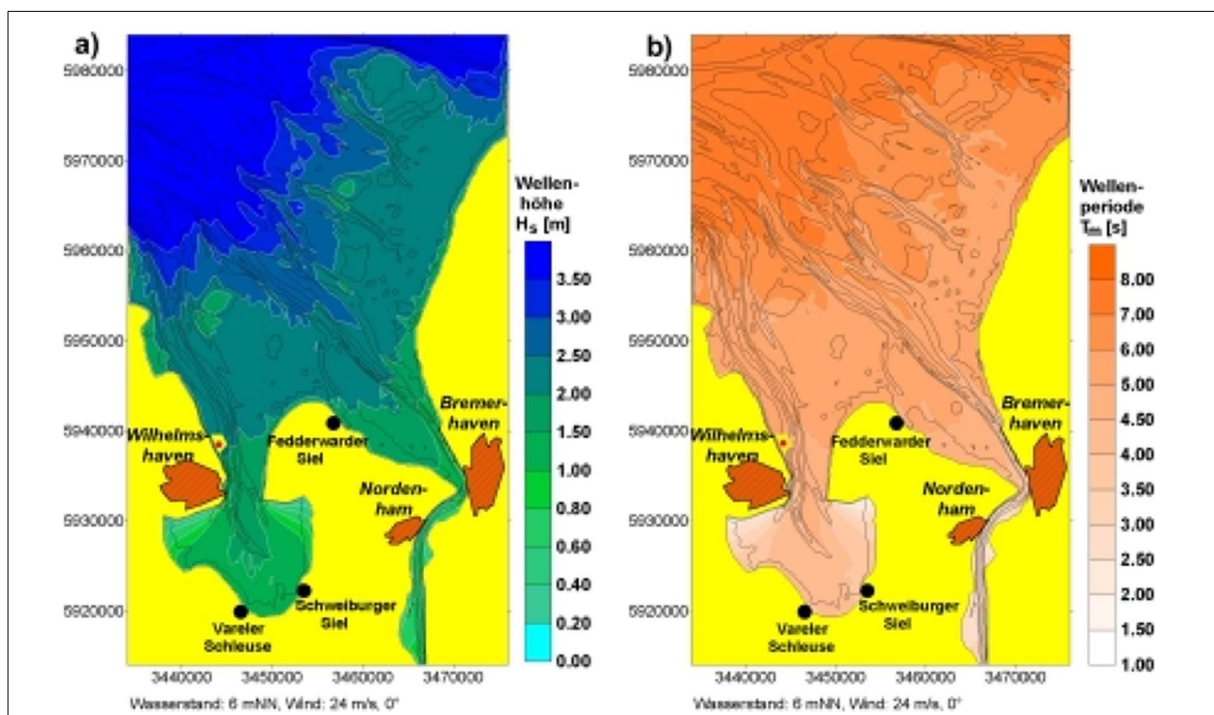 a)
5980000
5970000
5960000
5950000
5940000
5930000
5920000
3440000 3450000 3460000 3470000
Wilhelms-
haven
Fedderwarder
Siel
Bremer-
haven
Norden-
ham
Schweiburger
Siel
Vareler
Schleuse
Wasserstand: 6 mNN, Wind: 24 m/s, 0°
Wellen-
höhe
Hs [m]
3.50
3.00
2.50
2.00
1.50
1.00
0.80
0.60
0.40
0.20
0.00
b)
5980000
5970000
5960000
5950000
5940000
5930000
5920000
3440000 3450000 3460000 3470000
Wilhelms-
haven
Fedderwarder
Siel
Bremer-
haven
Norden-
ham
Schweiburger
Siel
Vareler
Schleuse
Wasserstand: 6 mNN, Wind: 24 m/s, 0°
Wellen-
periode
Tm [s]
8.00
7.00
6.00
5.00
4.50
4.00
3.50
3.00
2.50
2.00
1.50
1.00